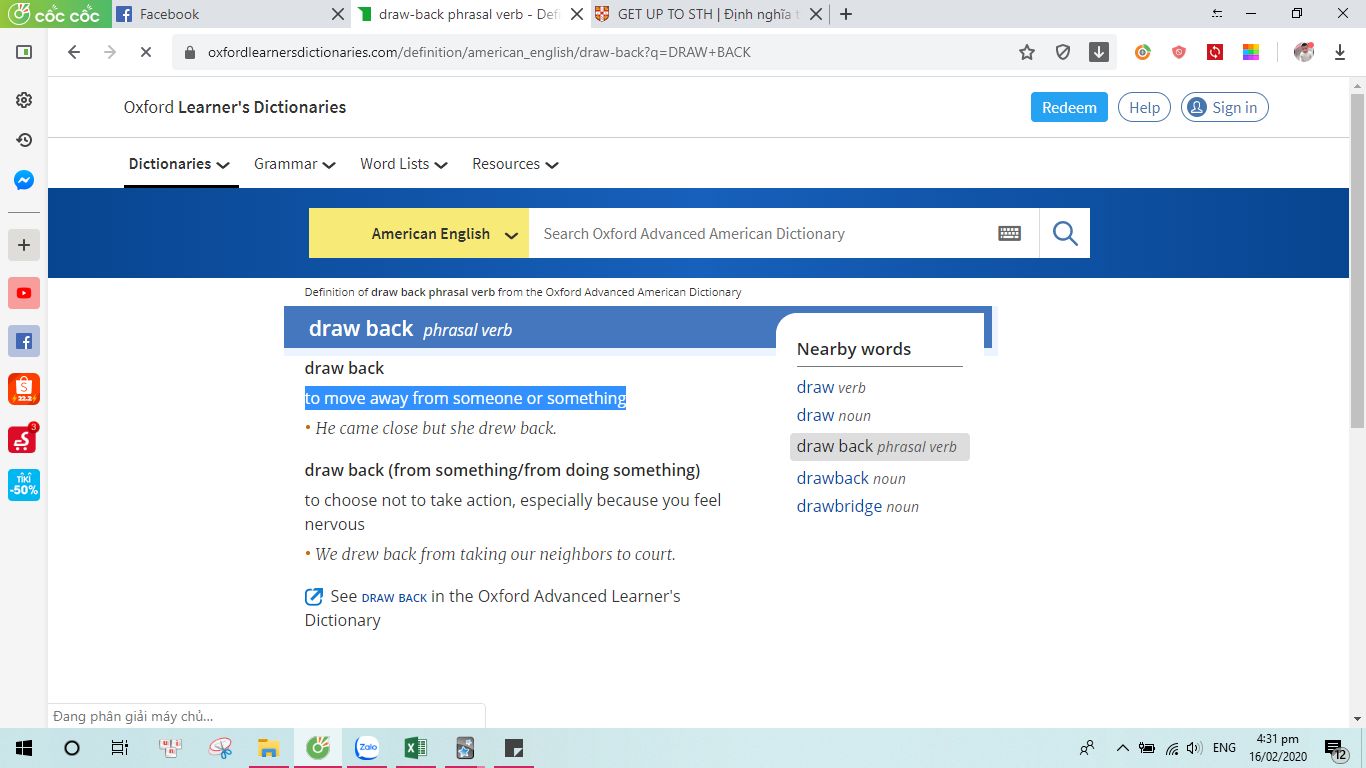 cốc cốc
Facebook
draw-back phrasal verb - Defi
GET UP TO STH | Định nghĩa t
oxfordlearnersdictionaries.com/definition/american_english/draw-back?q=DRAW+BACK
Oxford Learner's Dictionaries
Redeem
Help
Sign in
Dictionaries
Grammar
Word Lists
Resources
American English
Search Oxford Advanced American Dictionary
Definition of draw back phrasal verb from the Oxford Advanced American Dictionary
draw back phrasal verb
draw back
to move away from someone or something
• He came close but she drew back.
draw back (from something/from doing something)
to choose not to take action, especially because you feel
nervous
• We drew back from taking our neighbors to court.
See DRAW BACK in the Oxford Advanced Learner's
Dictionary
Nearby words
draw verb
draw noun
draw back phrasal verb
drawback noun
drawbridge noun
22.2
3
TIKI
-50%
Đang phân giải máy chủ...
Zalo
ENG
4:31 pm
16/02/2020
12